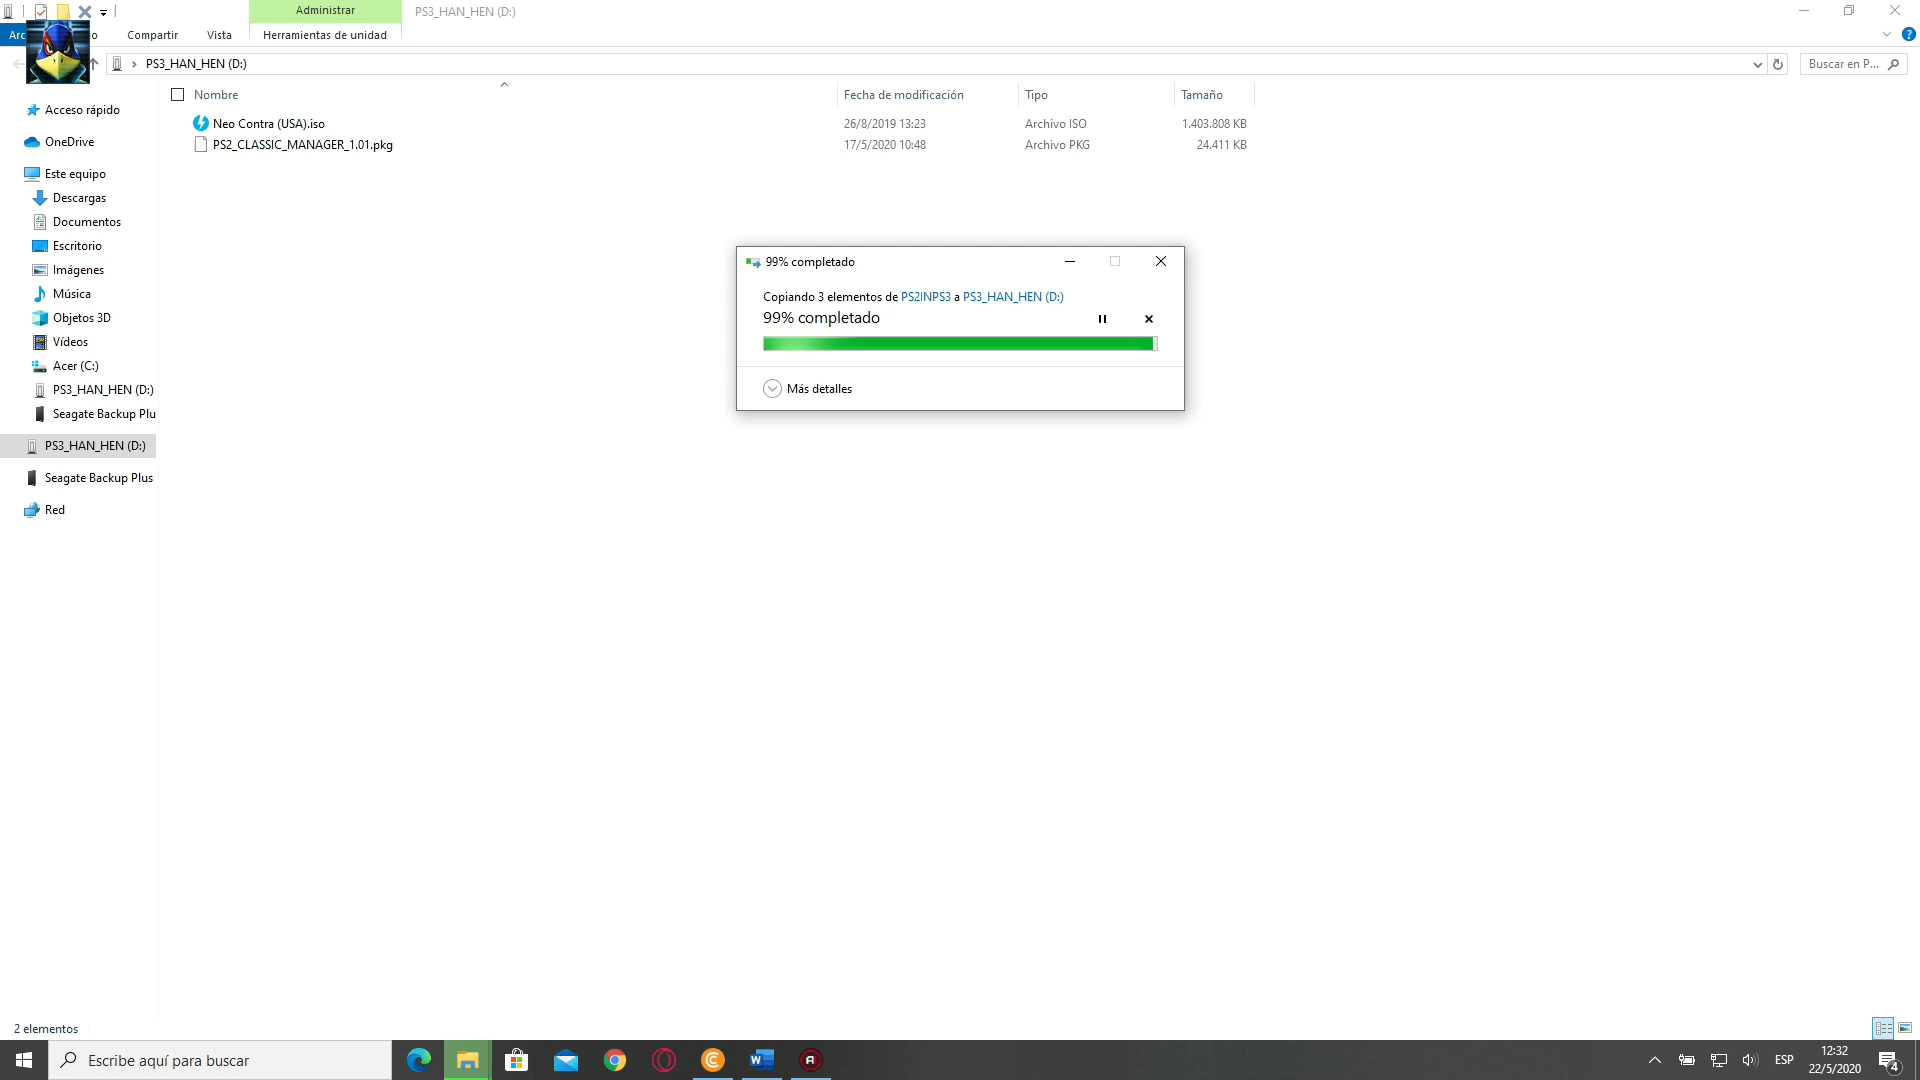 Administrar
PS3_HAN_HEN (D:)
Arc
o
Compartir
Vista
Herramientas de unidad
PS3_HAN_HEN (D:)
Buscar en P...
Nombre
Fecha de modificación
Tipo
Tamaño
Neo Contra (USA).iso
26/8/2019 13:23
Archivo ISO
1.403.808 KB
PS2_CLASSIC_MANAGER_1.01.pkg
17/5/2020 10:48
Archivo PKG
24.411 KB
Acceso rápido
OneDrive
Este equipo
Descargas
Documentos
Escritorio
Imágenes
Música
Objetos 3D
Vídeos
Acer (C:)
PS3_HAN_HEN (D:)
Seagate Backup Plu
PS3_HAN_HEN (D:)
Seagate Backup Plus
Red
99% completado
Copiando 3 elementos de PS2INPS3 a PS3_HAN_HEN (D:)
99% completado
Más detalles
2 elementos
Escribe aquí para buscar
ESP
12:32
22/5/2020
4